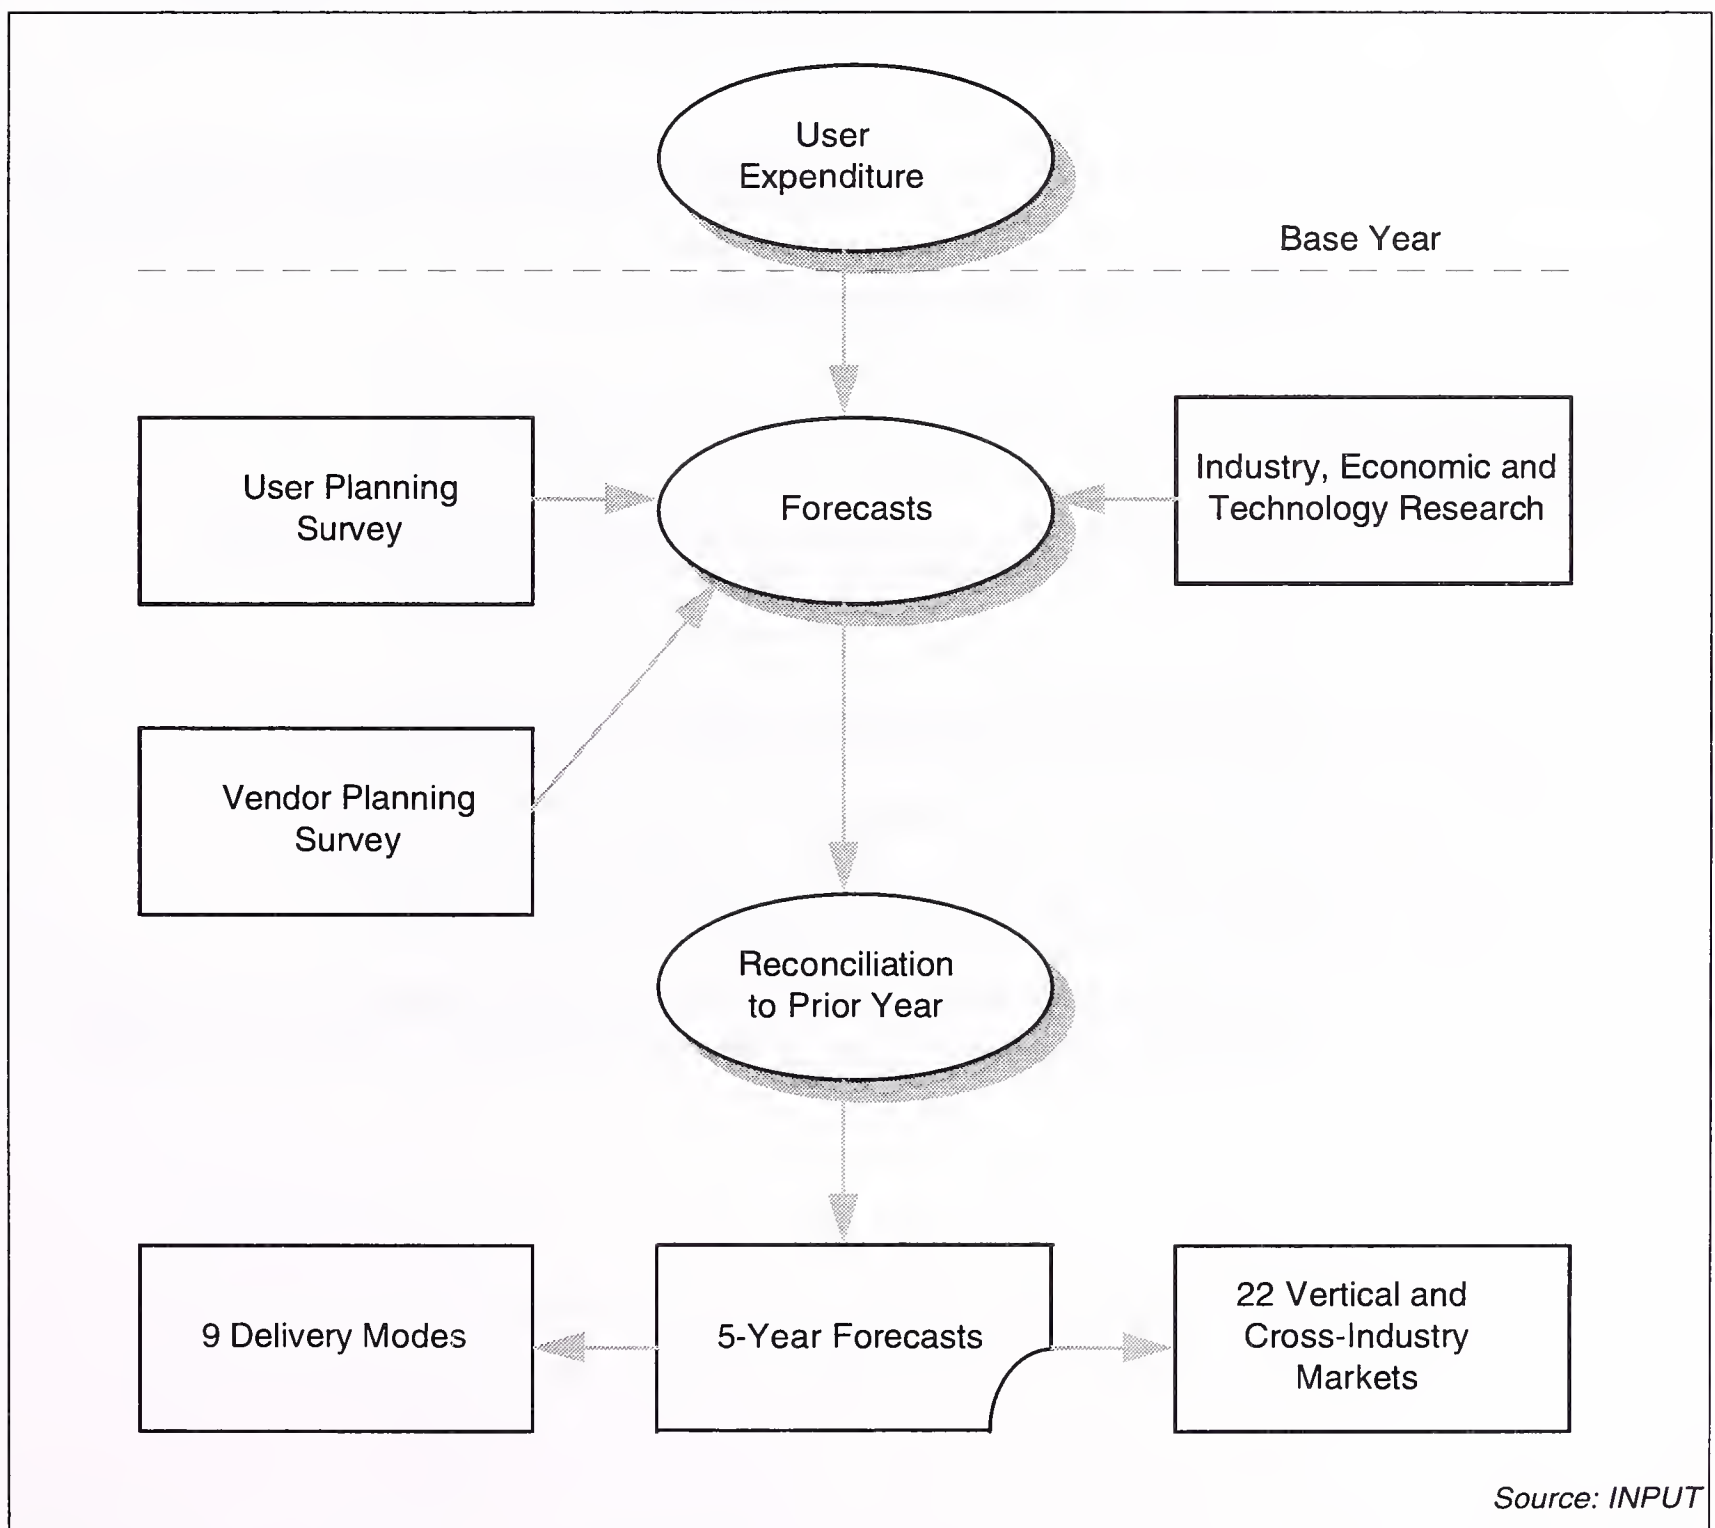 User
Expenditure
Base Year
User Planning
Survey
Forecasts
Industry, Economic and
Technology Research
Vendor Planning
Survey
Reconciliation
to Prior Year
9 Delivery Modes
5-Year Forecasts
22 Vertical and
Cross-Industry
Markets
Source: INPUT